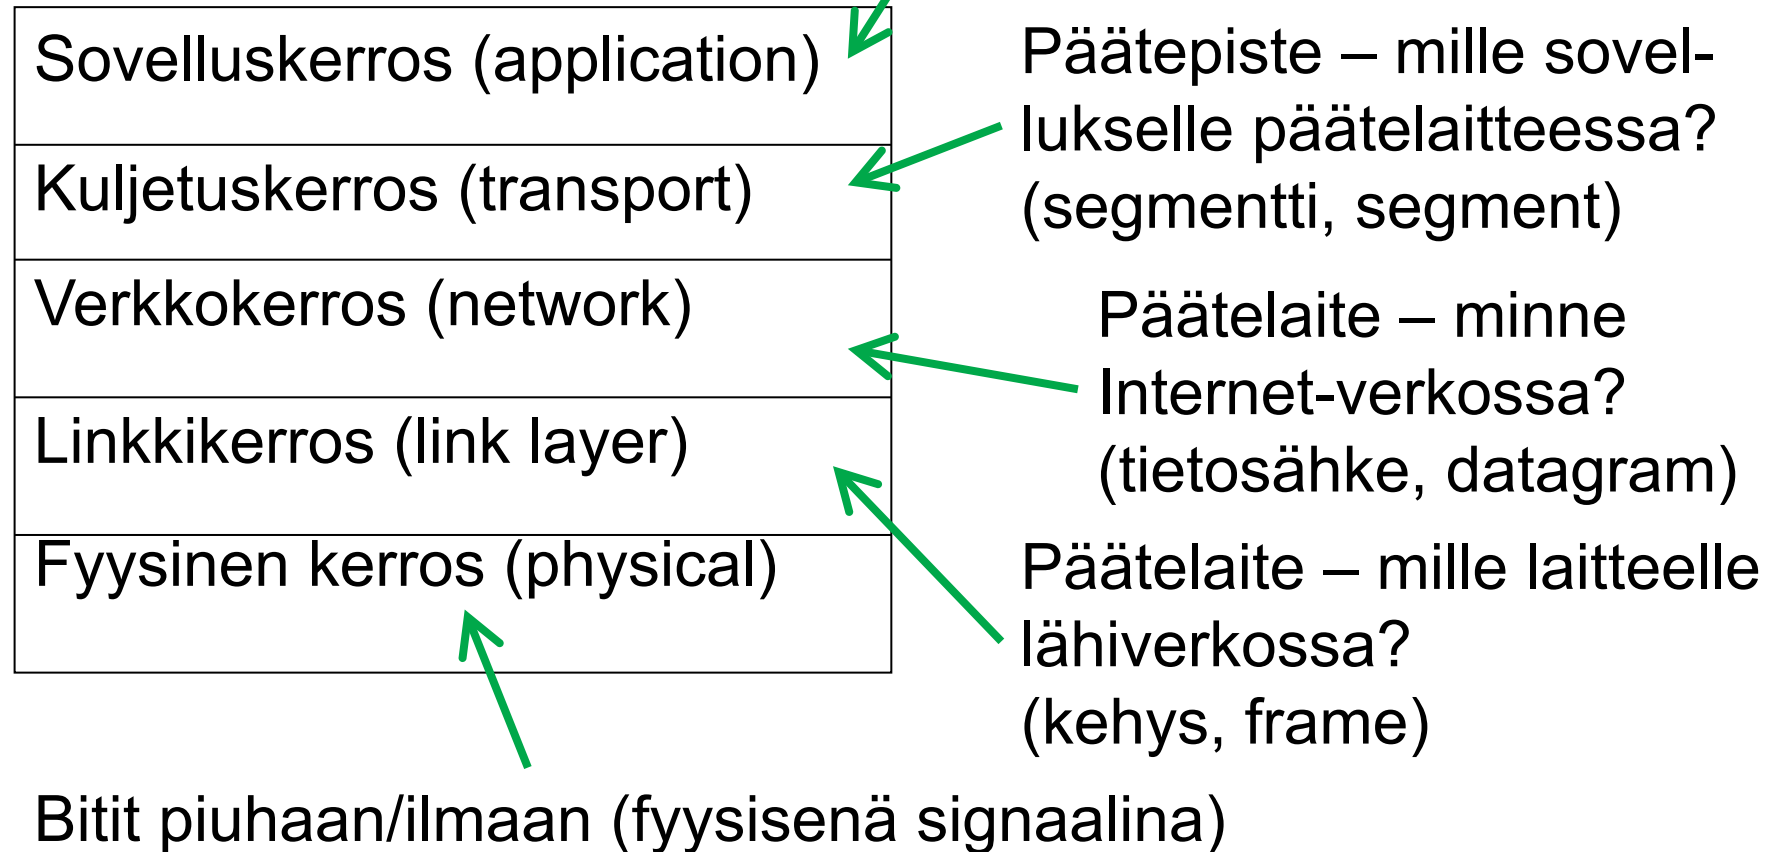 Sovelluskerros (application)
Kuljetuskerros (transport)
Verkkokerros (network)
Linkkikerros (link layer)
Fyysinen kerros (physical)
Päätepiste – mille sovel-
lukselle päätelaitteessa?
(segmentti, segment)
Päätelaite – minne
Internet-verkossa?
(tietosähke, datagram)
Päätelaite – mille laitteelle
lähiverkossa?
(kehys, frame)
Bitit piuhaan/ilmaan (fyysisenä signaalina)